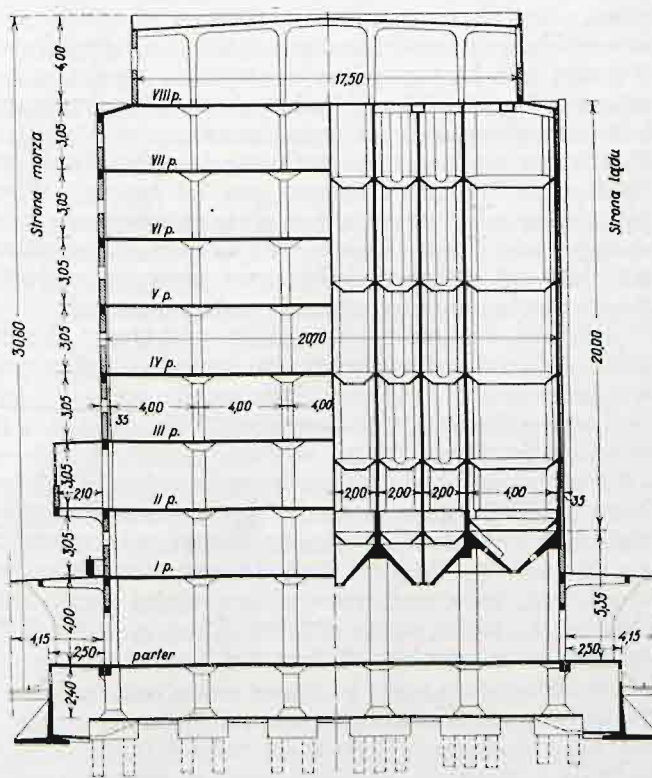 4,00
17,50
VIII p.
3,05
Strona morza
VII p.
3,05
Strona lądu
VI p.
3,05
V p.
30,60
3,05
20,70
20,00
IV p.
3,05
35
4,00
4,00
4,00
III p.
3,05
2,10
2,00
2,00
2,00
4,00
35
II p.
3,05
I p.
4,00
5,35
4,15
2,50
parter
4,15
2,50
2,40